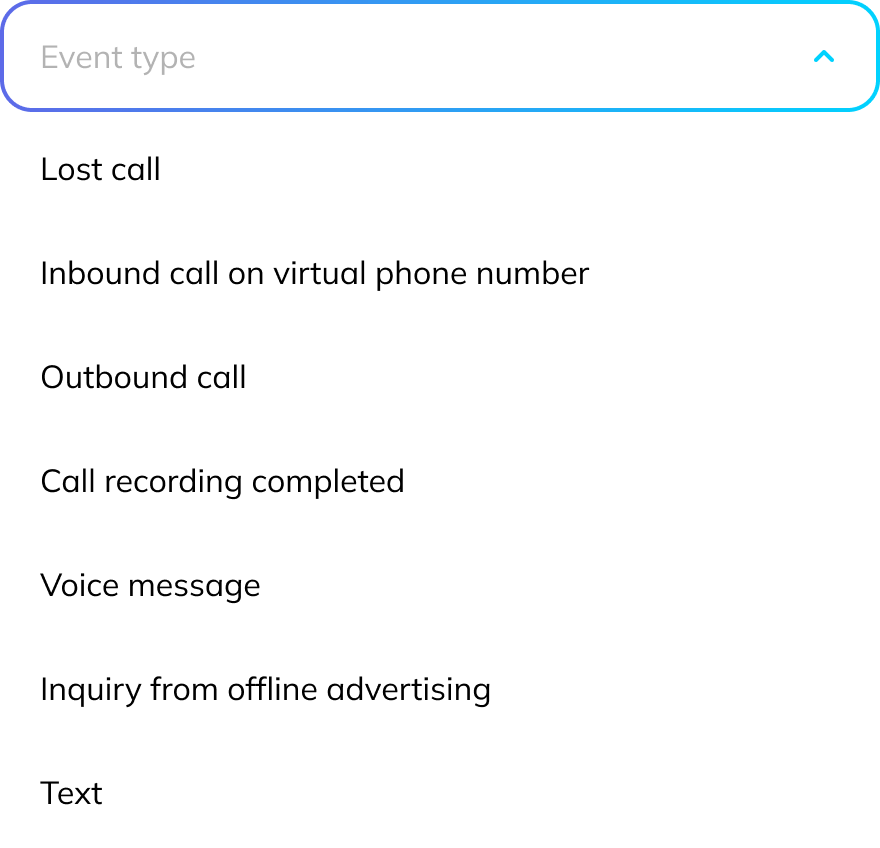 Event type
Lost call
Inbound call on virtual phone number
Outbound call
Call recording completed
Voice message
Inquiry from offline advertising
Text